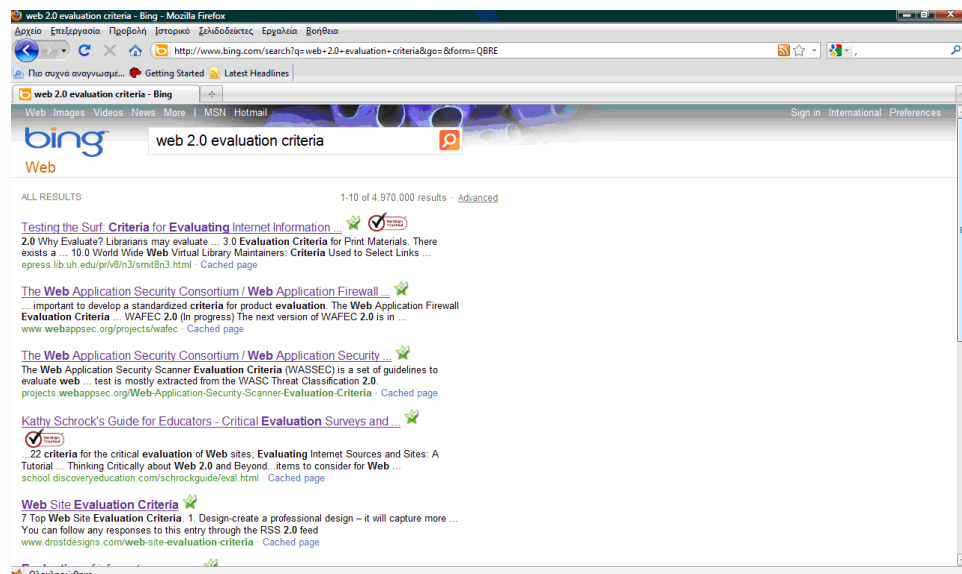 web 2.0 evaluation criteria - Bing - Mozilla Firefox
Αρχείο Επεξεργασία Προβολή Ιστορικό Σελιδοδείκτες Εργαλεία Βοήθεια
http://www.bing.com/search?q=web+2.0+evaluation+criteria&go=&form=QBRE
Πιο συχνά αναγνωσμέ... Getting Started Latest Headlines
web 2.0 evaluation criteria - Bing
Web Images Videos News More | MSN Hotmail Sign in International Preferences
bing web 2.0 evaluation criteria
Web
ALL RESULTS 1-10 of 4,970,000 results · Advanced
Testing the Surf: Criteria for Evaluating Internet Information ...
2.0 Why Evaluate? Librarians may evaluate ... 3.0 Evaluation Criteria for Print Materials. There
exists a ... 10.0 World Wide Web Virtual Library Maintainers: Criteria Used to Select Links ...
epress.lib.uh.edu/pr/v8/n3/smit8n3.html · Cached page
The Web Application Security Consortium / Web Application Firewall ...
... important to develop a standardized criteria for product evaluation. The Web Application Firewall
Evaluation Criteria ... WAFEC 2.0 (In progress) The next version of WAFEC 2.0 is in ...
www.webappsec.org/projects/wafec · Cached page
The Web Application Security Consortium / Web Application Security ...
The Web Application Security Scanner Evaluation Criteria (WASSEC) is a set of guidelines to
evaluate web ... test is mostly extracted from the WASC Threat Classification 2.0.
projects.webappsec.org/Web-Application-Security-Scanner-Evaluation-Criteria · Cached page
Kathy Schrock's Guide for Educators - Critical Evaluation Surveys and ...
...22 criteria for the critical evaluation of Web sites; Evaluating Internet Sources and Sites: A
Tutorial ... Thinking Critically about Web 2.0 and Beyond...items to consider for Web ...
school.discoveryeducation.com/schrockguide/eval.html · Cached page
Web Site Evaluation Criteria
7 Top Web Site Evaluation Criteria. 1. Design-create a professional design – it will capture more ...
You can follow any responses to this entry through the RSS 2.0 feed
www.drostdesigns.com/web-site-evaluation-criteria · Cached page